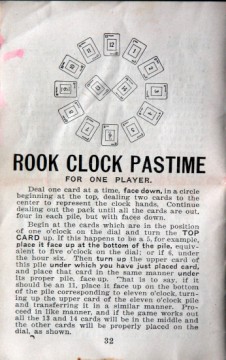 ROOK CLOCK PASTIME
FOR ONE PLAYER.
Deal one card at a time, face down, in a circle
beginning at the top, dealing two cards to the
center to represent the clock hands. Continue
dealing out the pack until all the cards are out,
four in each pile, but with faces down.
Begin at the cards which are in the position
of one o'clock on the dial and turn the TOP
CARD up. If this happens to be a 5, for example,
place it face up at the bottom of the pile, equiv-
alent to five o'clock on the dial; or if 6, under
the hour six. Then turn up the upper card of
this pile under which you have just placed card,
and place that card in the same manner under
its proper pile, face up. That is to say, if it
should be an 11, place it face up on the bottom
of the pile corresponding to eleven o'clock, turn-
ing up the upper card of the eleven o'clock pile
and transferring it in a similar manner. Pro-
ceed in like manner, and if the game works out
all the 13 and 14 cards will be in the middle and
the other cards will be properly placed on the
dial, as shown.
32